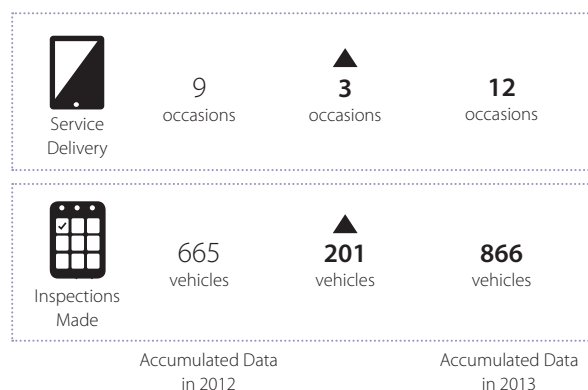 9
occasions
3
occasions
12
occasions
Service
Delivery
665
vehicles
201
vehicles
866
vehicles
Inspections
Made
Accumulated Data
in 2012
Accumulated Data
in 2013